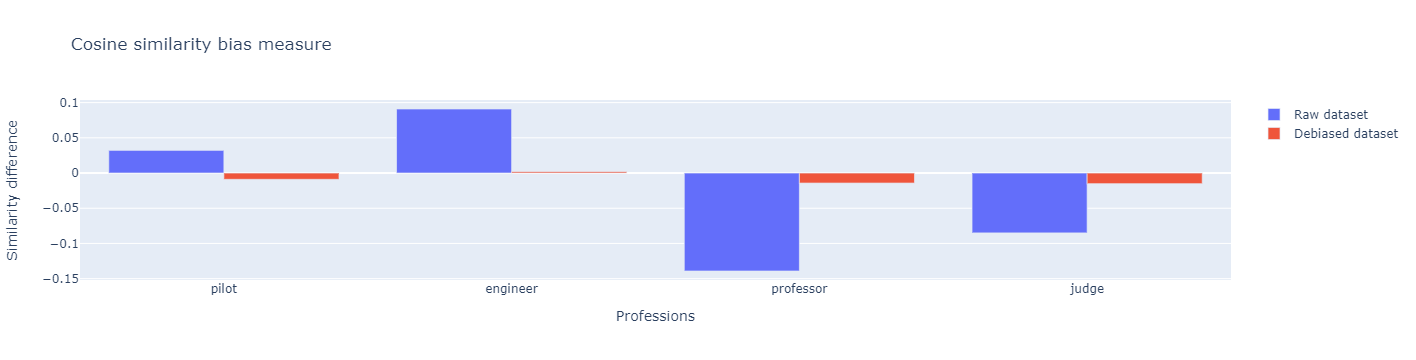 Cosine similarity bias measure
Similarity difference
0.1
0.05
0
−0.05
−0.1
−0.15
pilot
engineer
professor
judge
Professions
Raw dataset
Debiased dataset